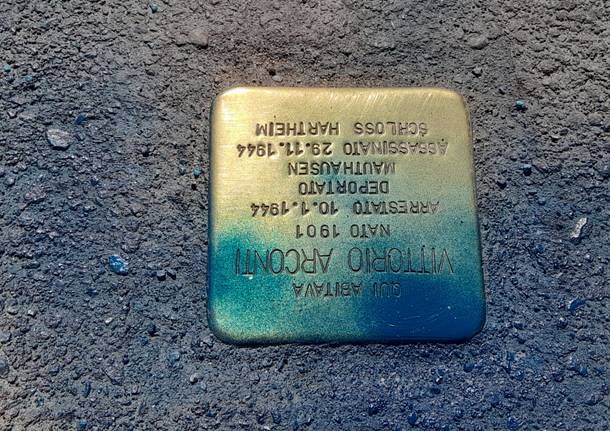 QUI ABITAVA
VITTORIO ARCONTI
NATO 1901
ARRESTATO 10.1.1944
DEPORTATO
MAUTHAUSEN
ASSASSINATO 29.11.1944
SCHLOSS HARTHEIM